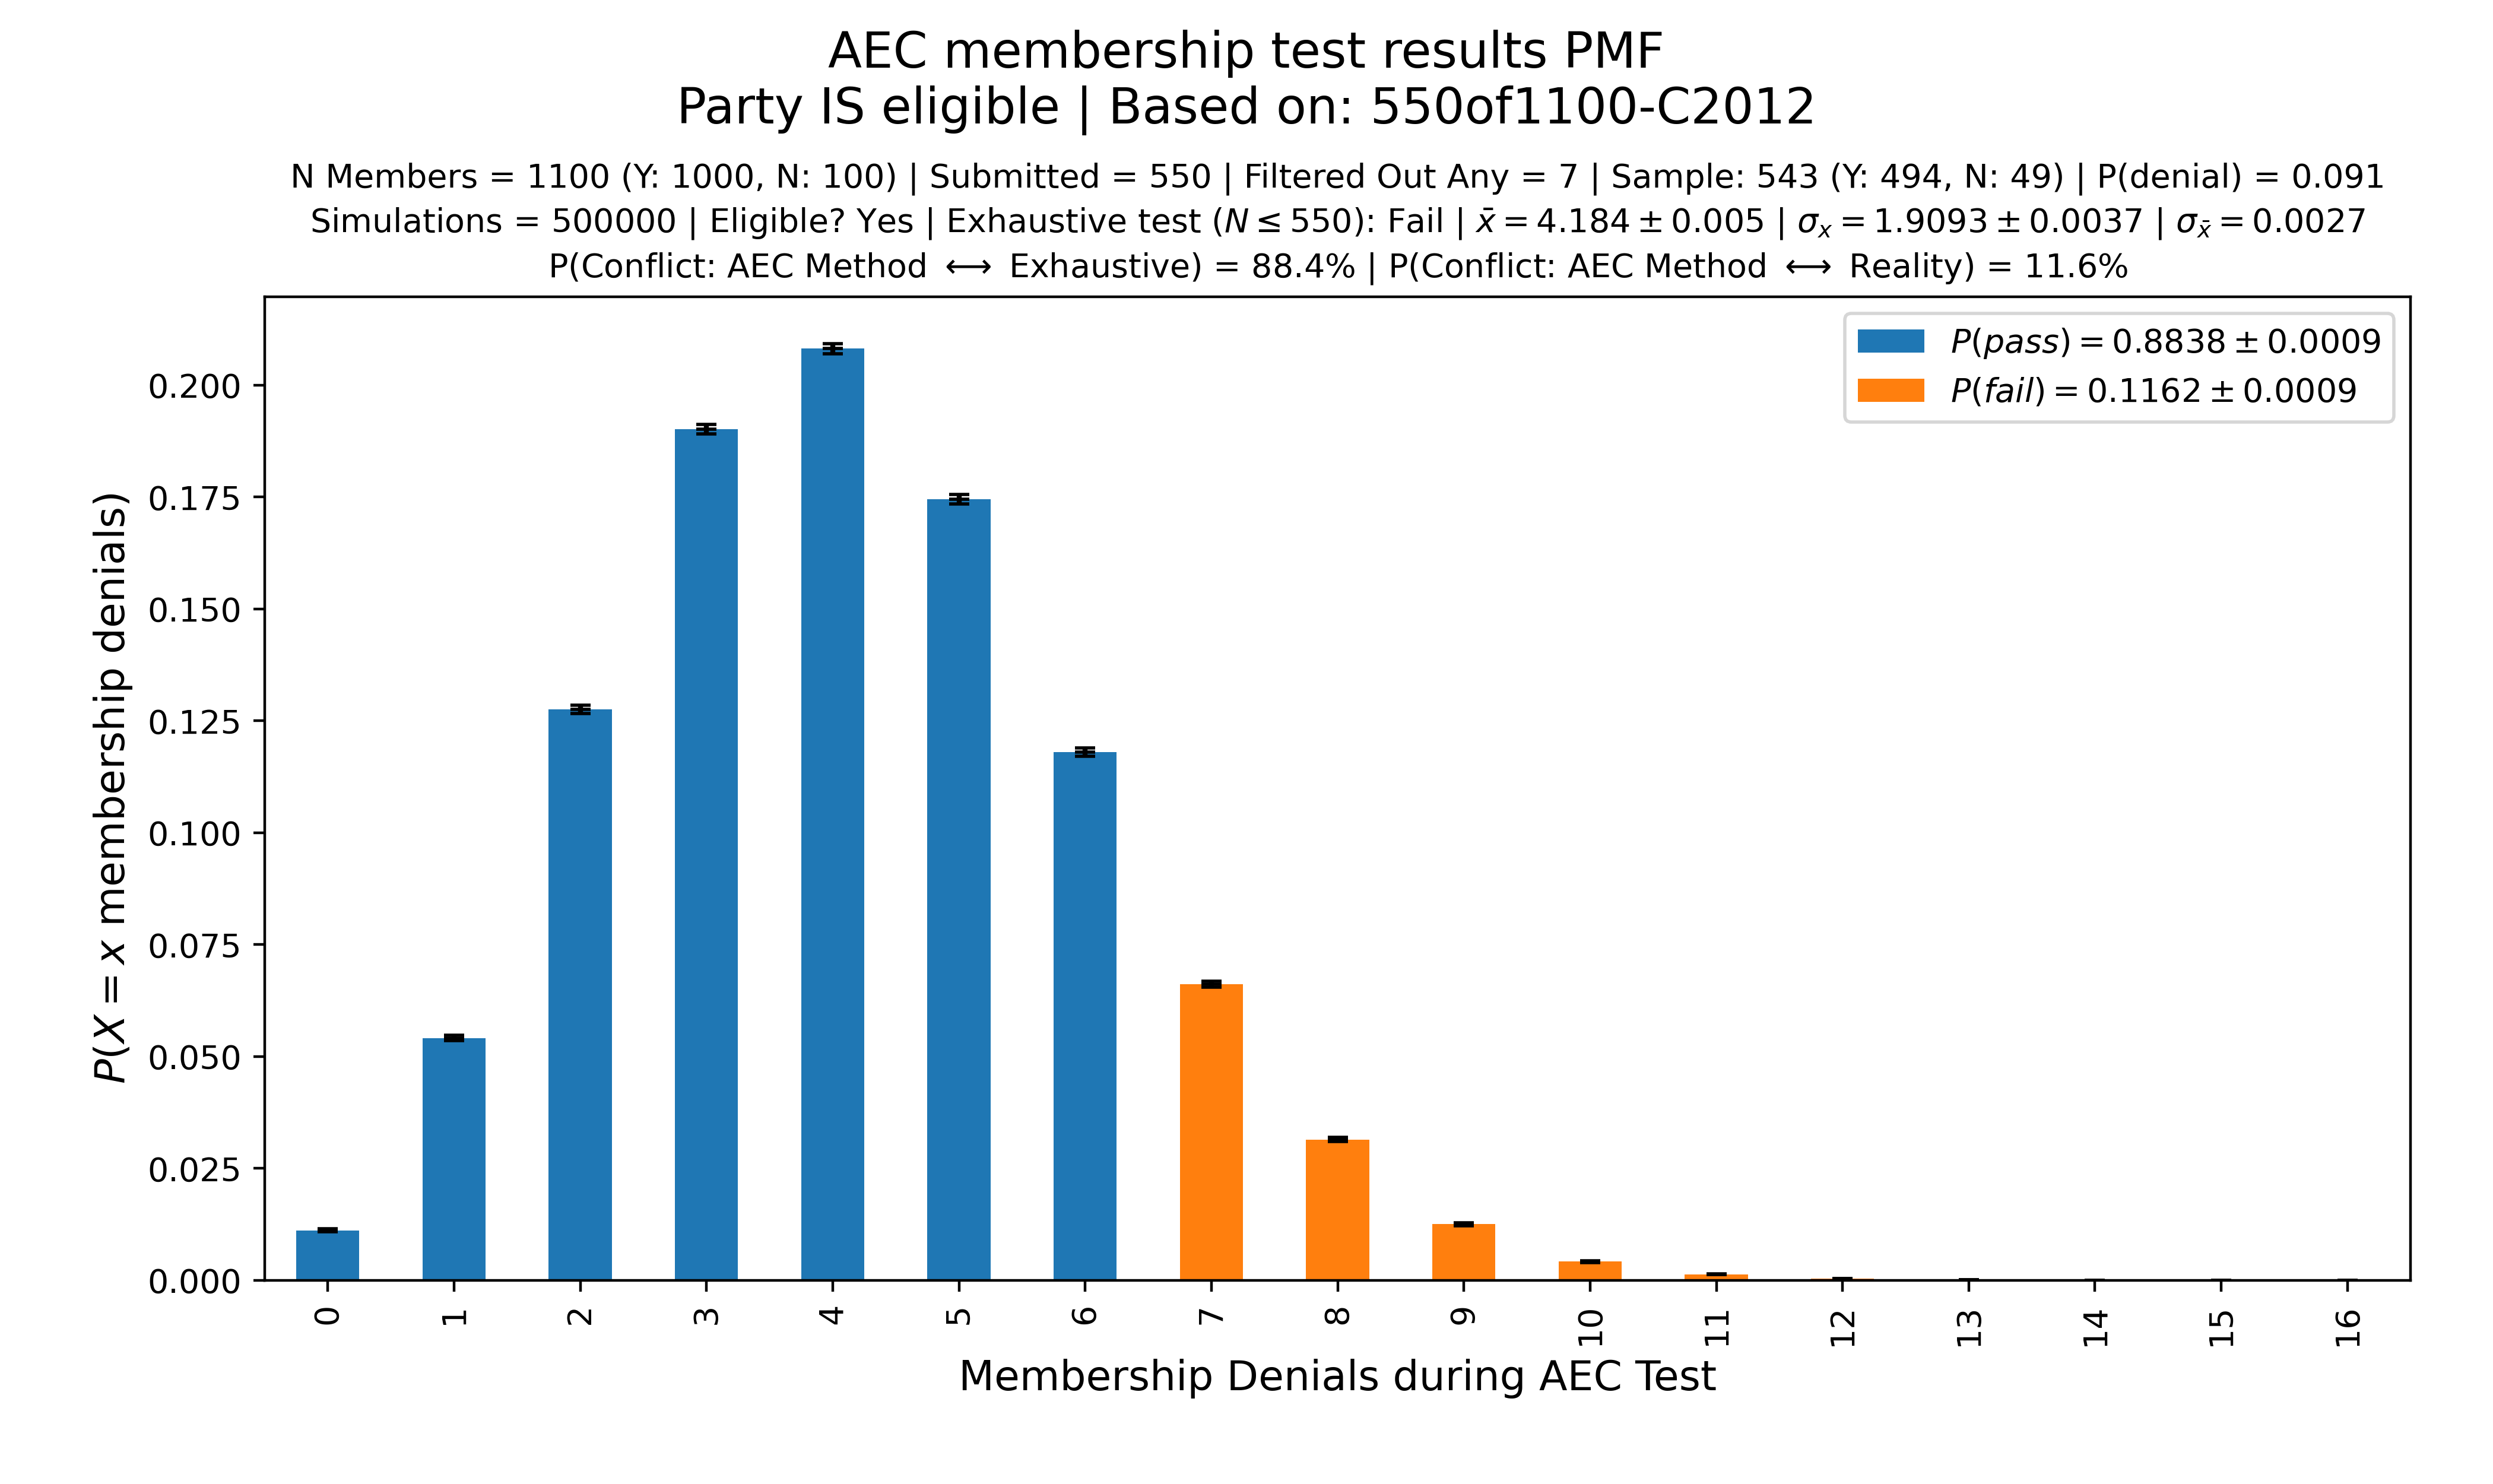 AEC membership test results PMF
Party IS eligible | Based on: 550of1100-C2012
N Members = 1100 (Y: 1000, N: 100) | Submitted = 550 | Filtered Out Any = 7 | Sample: 543 (Y: 494, N: 49) | P(denial) = 0.091
Simulations = 500000 | Eligible? Yes | Exhaustive test (N ≤ 550): Fail | x̄ = 4.184 ± 0.005 | σₓ = 1.9093 ± 0.0037 | σ_x̄ = 0.0027
P(Conflict: AEC Method ⟷ Exhaustive) = 88.4% | P(Conflict: AEC Method ⟷ Reality) = 11.6%
P(pass) = 0.8838 ± 0.0009
P(fail) = 0.1162 ± 0.0009
P(X = x membership denials)
0.200
0.175
0.150
0.125
0.100
0.075
0.050
0.025
0.000
0 1 2 3 4 5 6 7 8 9 10 11 12 13 14 15 16
Membership Denials during AEC Test